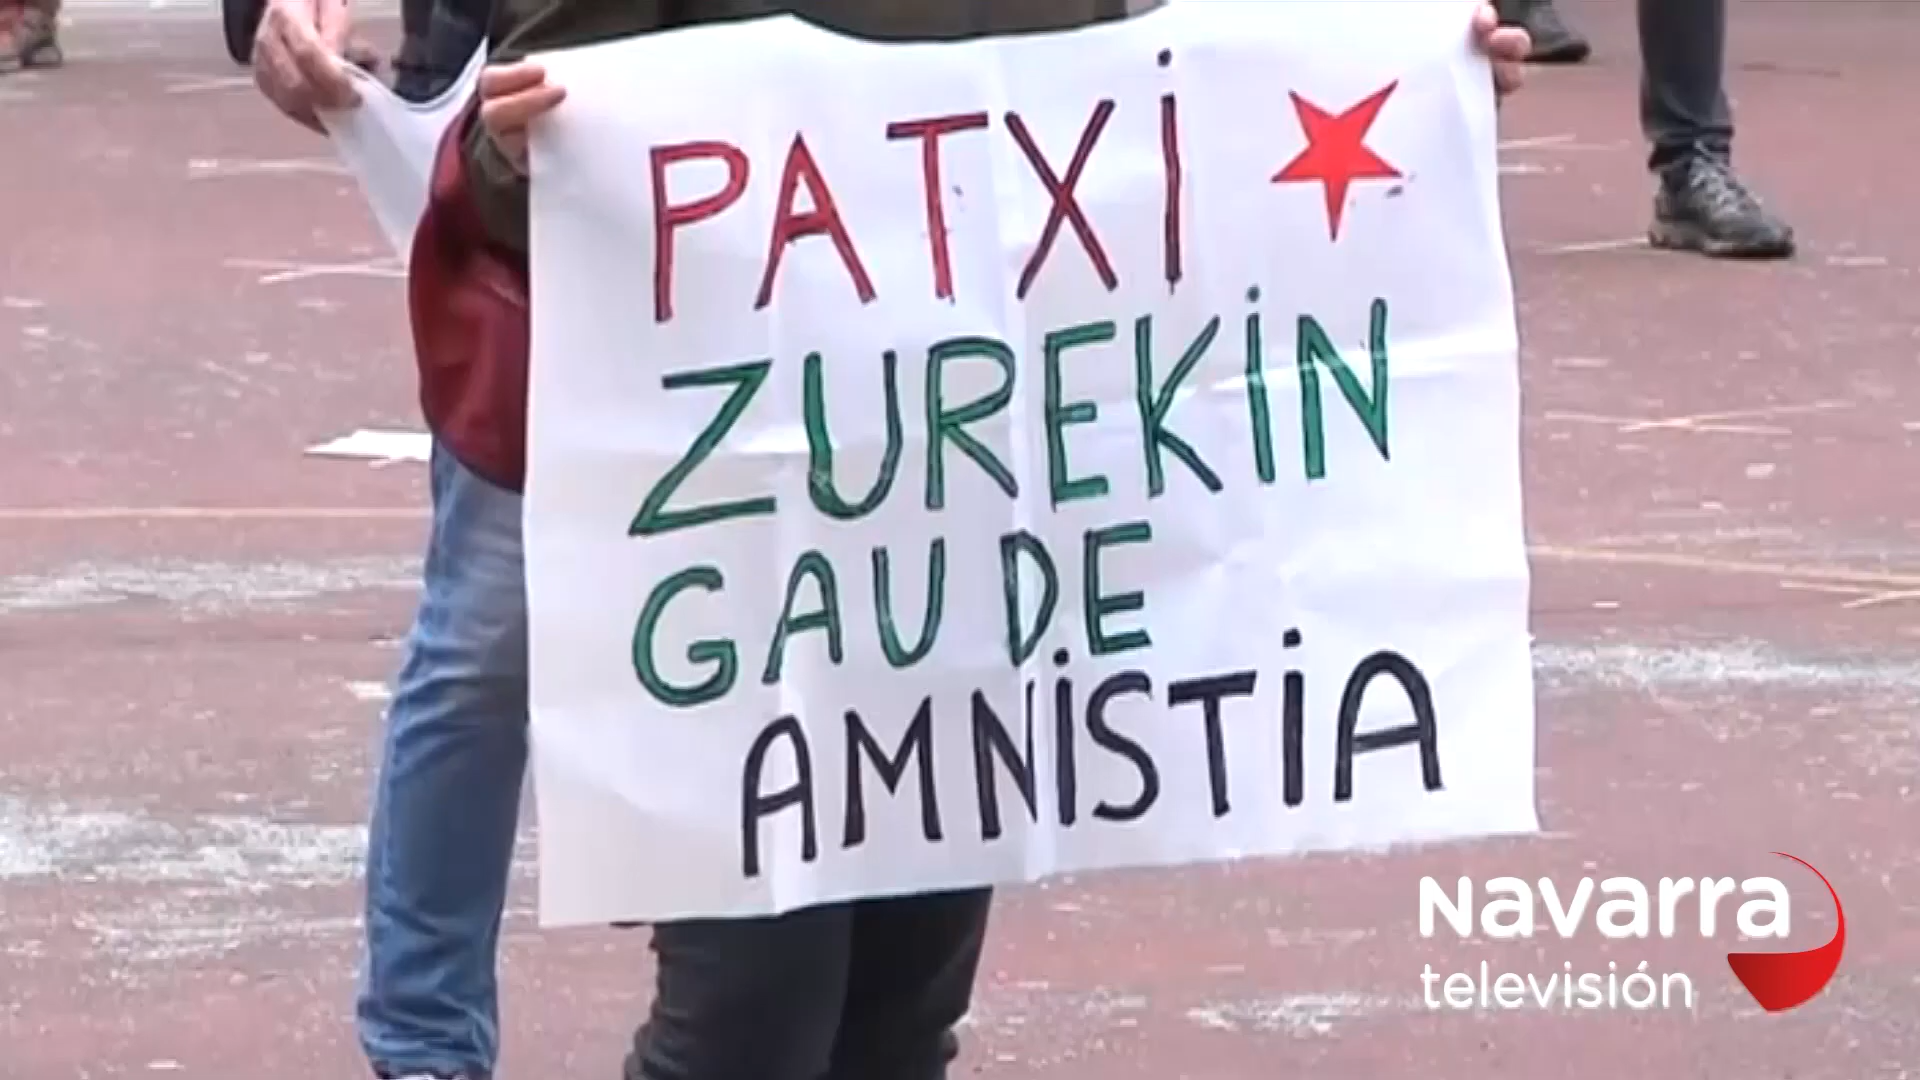 PATXI
ZUREKIN
GAUDE
AMNISTIA
Navarra
televisión